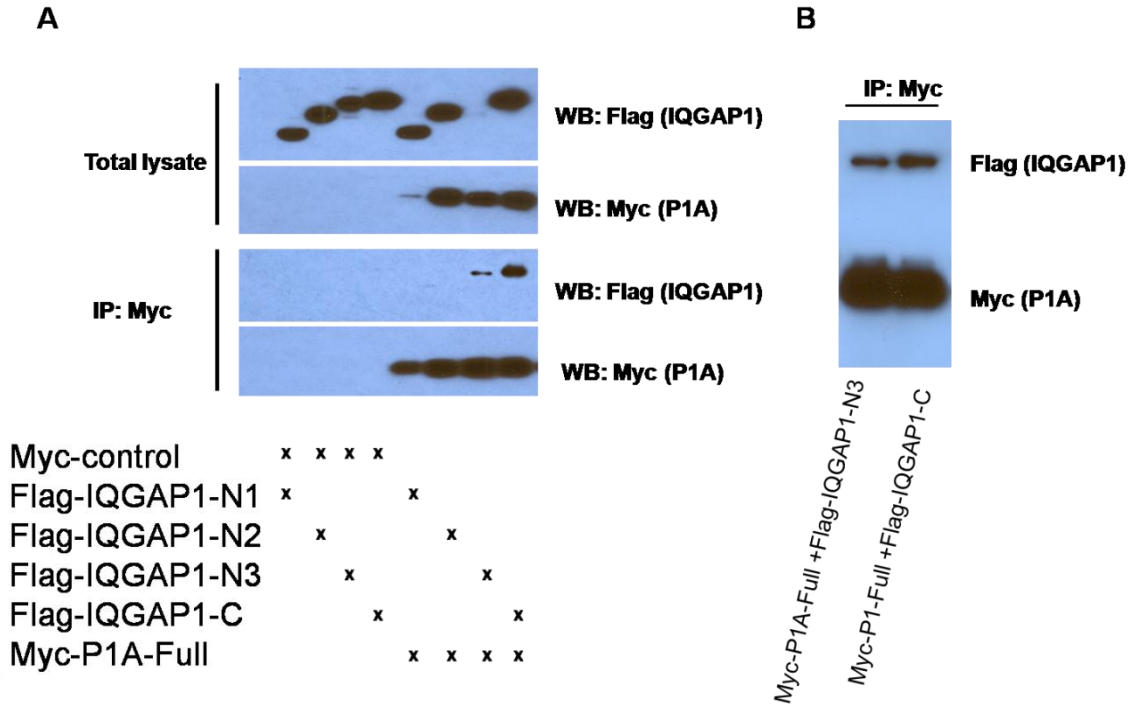 A
B
IP: Myc
Total lysate
WB: Flag (IQGAP1)
WB: Myc (P1A)
IP: Myc
WB: Flag (IQGAP1)
WB: Myc (P1A)
Flag (IQGAP1)
Myc (P1A)
Myc-P1A-Full +Flag-IQGAP1-N3
Myc-P1-Full +Flag-IQGAP1-C
Myc-control x x x x
Flag-IQGAP1-N1 x x
Flag-IQGAP1-N2 x x
Flag-IQGAP1-N3 x x
Flag-IQGAP1-C x x
Myc-P1A-Full x x x x